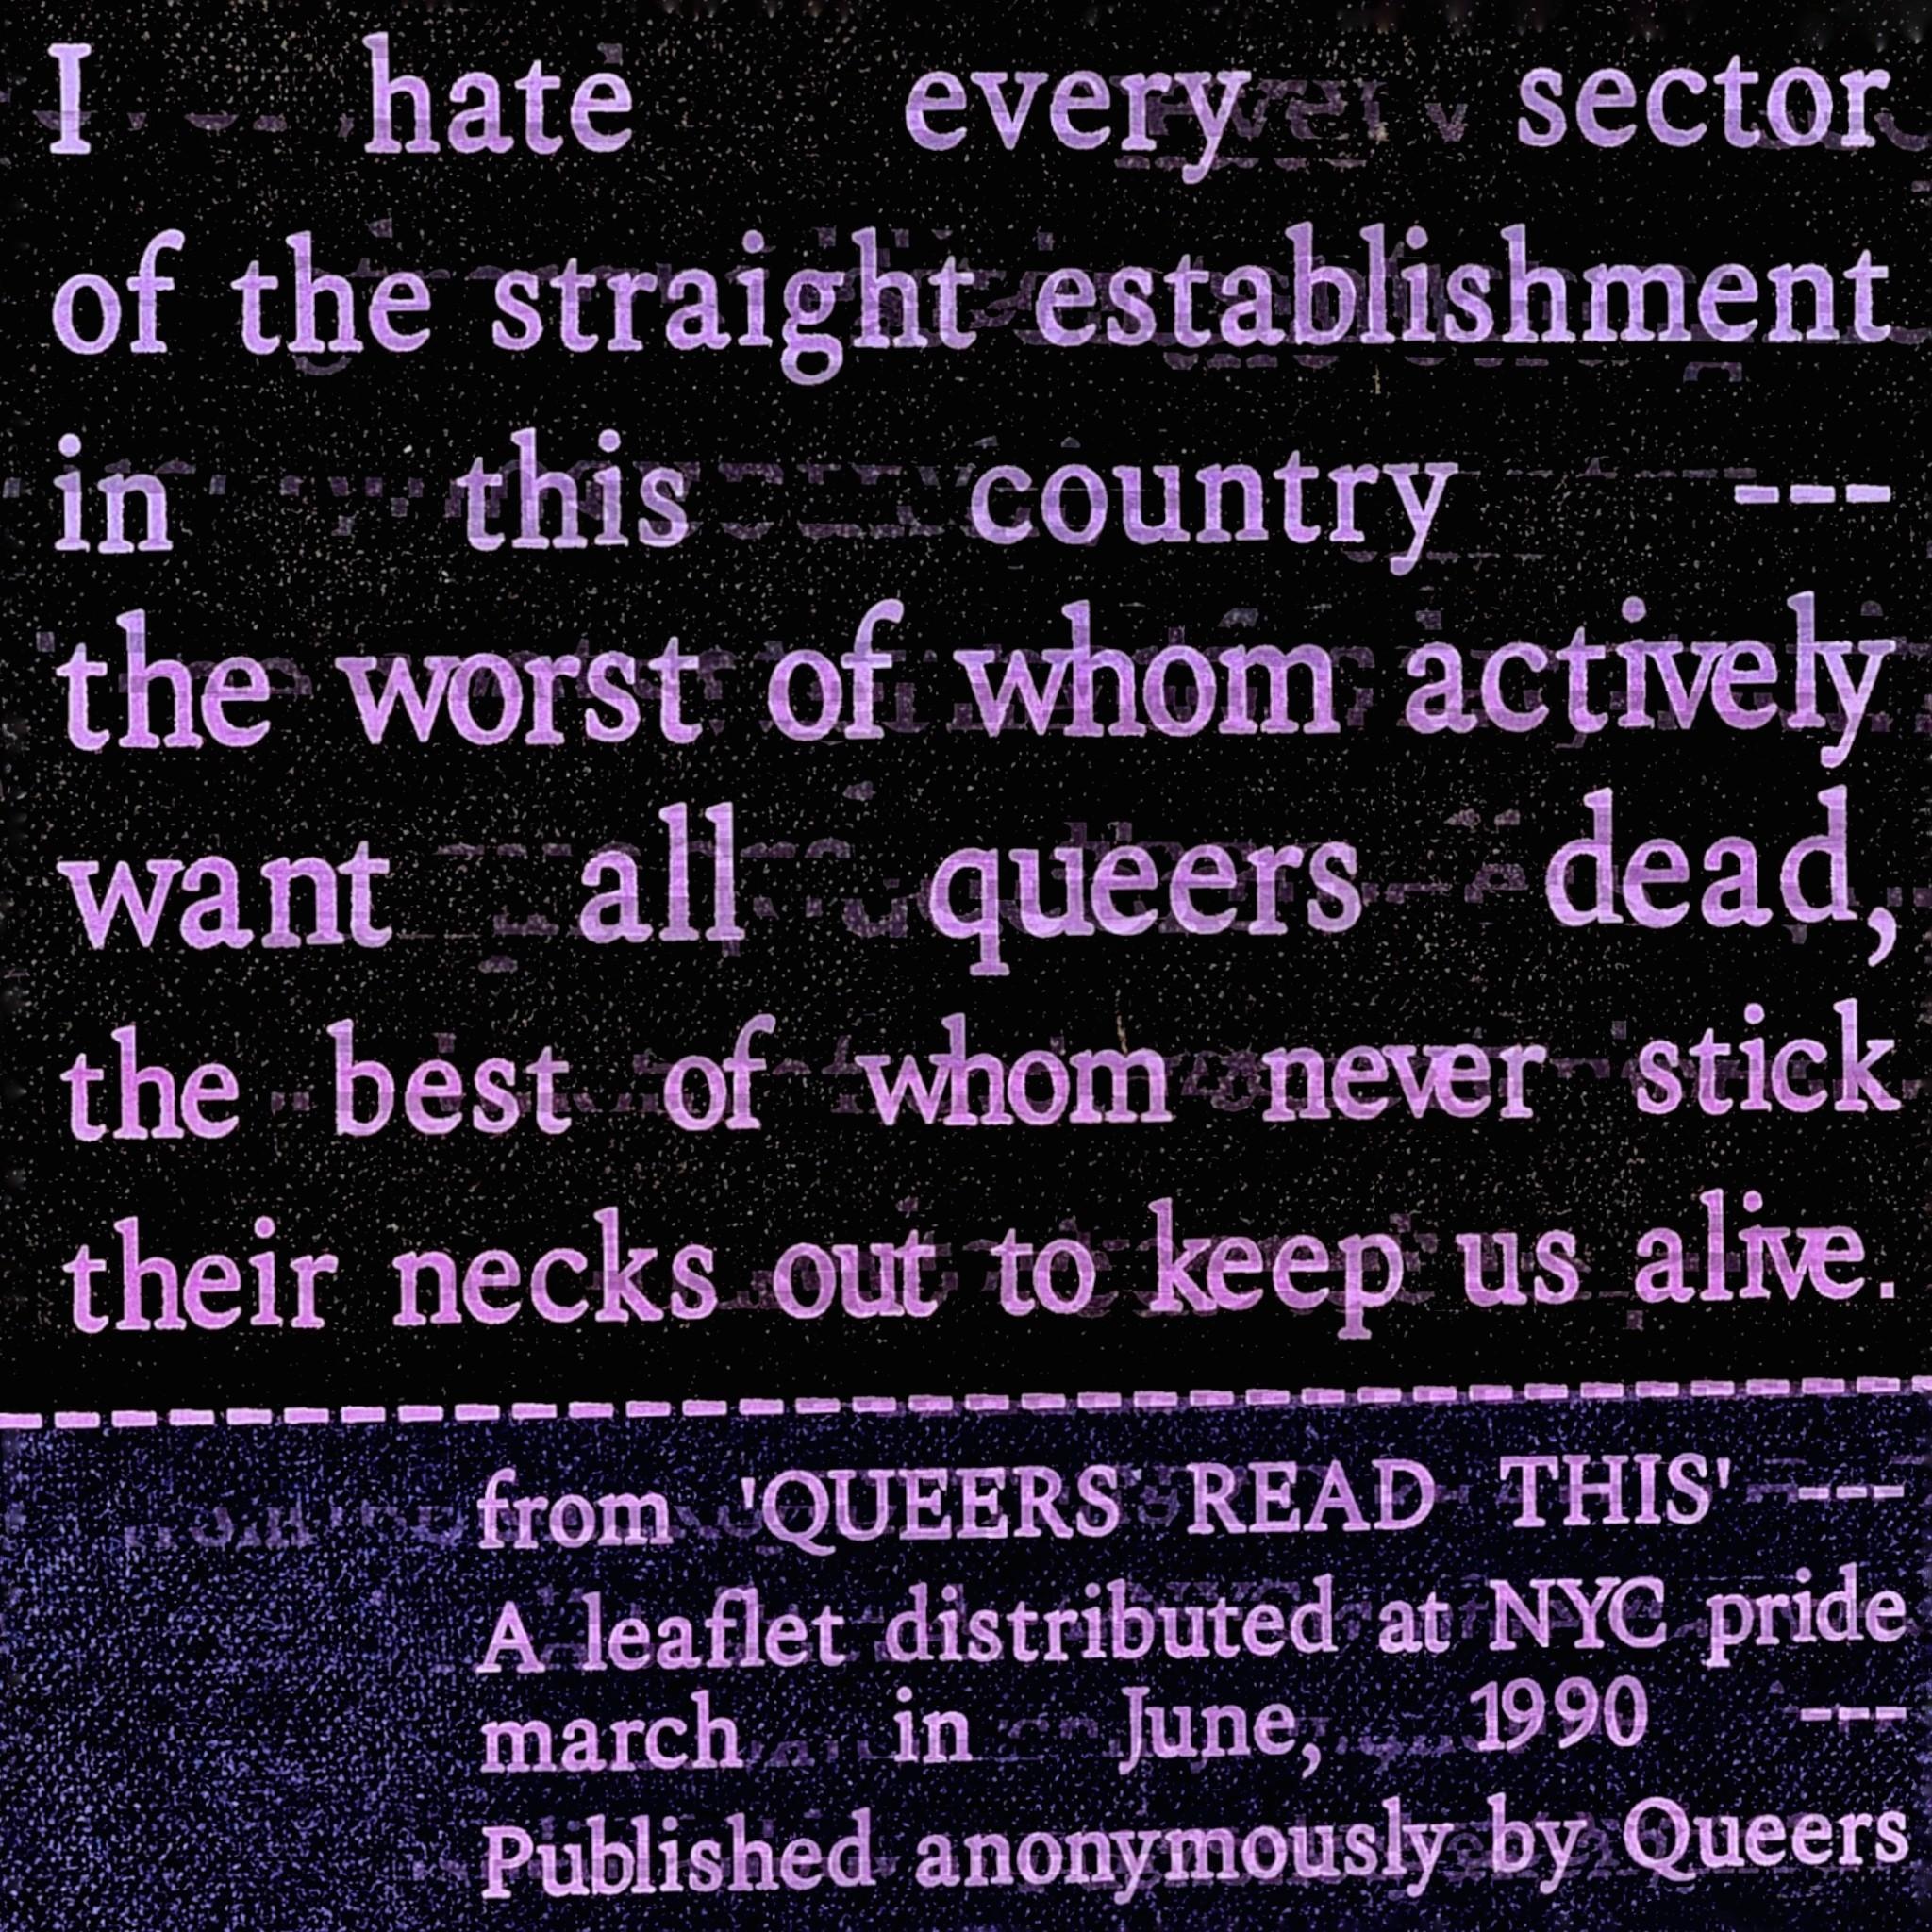 I hate every sector
of the straight establishment
in this country ---
the worst of whom actively
want all queers dead,
the best of whom never stick
their necks out to keep us alive.
from 'QUEERS READ THIS' ---
A leaflet distributed at NYC pride
march in June, 1990 ---
Published anonymously by Queers